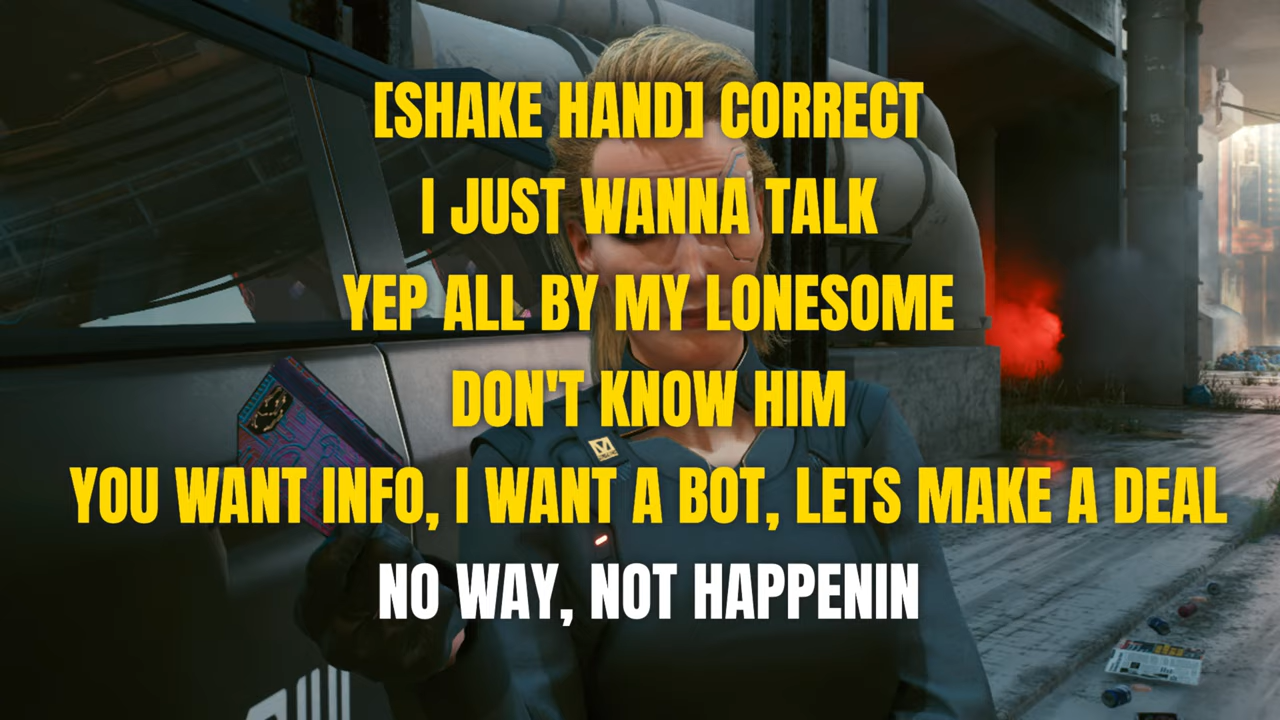 [SHAKE HAND] CORRECT
I JUST WANNA TALK
YEP ALL BY MY LONESOME
DON'T KNOW HIM
YOU WANT INFO, I WANT A BOT, LETS MAKE A DEAL
NO WAY, NOT HAPPENIN